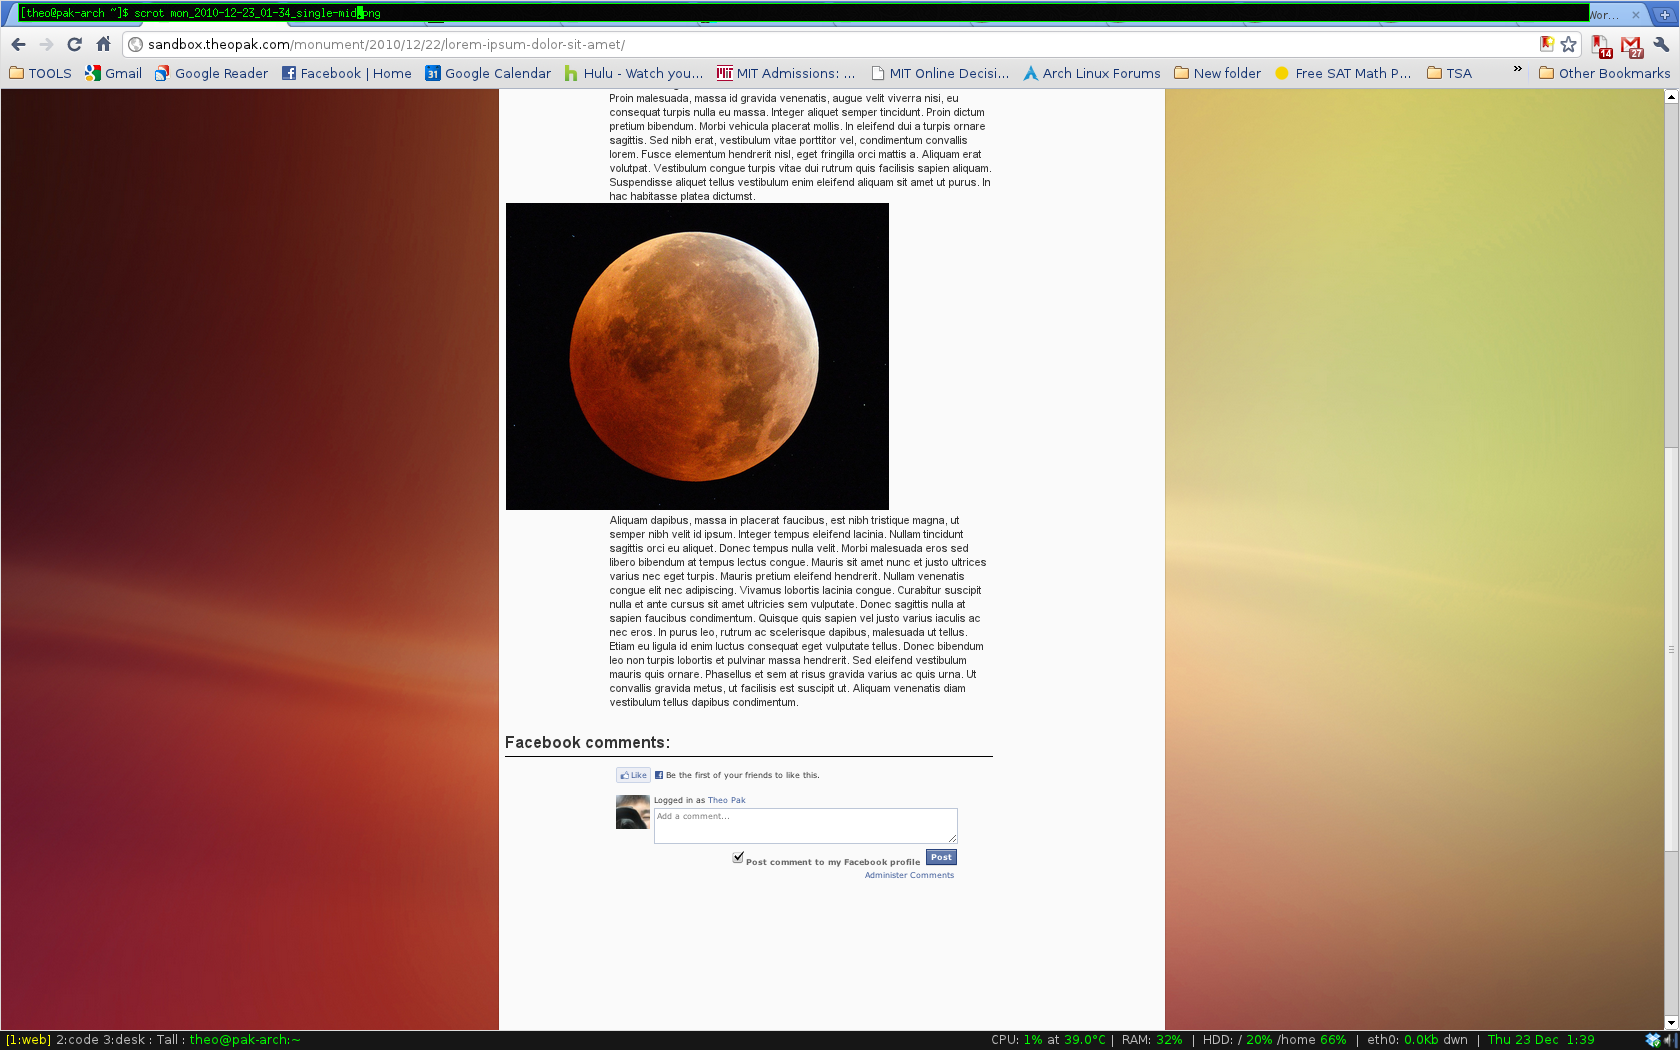 [theo@pak-arch ~]$ scrot mon_2010-12-23_01-34_single-mid.png
Wor...
sandbox.theopak.com/monument/2010/12/22/lorem-ipsum-dolor-sit-amet/
14
27
TOOLS Gmail Google Reader Facebook | Home 31 Google Calendar h Hulu - Watch you... MIT Admissions: ... MIT Online Decisi... Arch Linux Forums New folder Free SAT Math P... TSA » Other Bookmarks
Proin malesuada, massa id gravida venenatis, augue velit viverra nisi, eu
consequat turpis nulla eu massa. Integer aliquet semper tincidunt. Proin dictum
pretium bibendum. Morbi vehicula placerat mollis. In eleifend dui a turpis ornare
sagittis. Sed nibh erat, vestibulum vitae porttitor vel, condimentum convallis
lorem. Fusce elementum hendrerit nisl, eget fringilla orci mattis a. Aliquam erat
volutpat. Vestibulum congue turpis vitae dui rutrum quis facilisis sapien aliquam.
Suspendisse aliquet tellus vestibulum enim eleifend aliquam sit amet ut purus. In
hac habitasse platea dictumst.
Aliquam dapibus, massa in placerat faucibus, est nibh tristique magna, ut
semper nibh velit id ipsum. Integer tempus eleifend lacinia. Nullam tincidunt
sagittis orci eu aliquet. Donec tempus nulla velit. Morbi malesuada eros sed
libero bibendum at tempus lectus congue. Mauris sit amet nunc et justo ultrices
varius nec eget turpis. Mauris pretium eleifend hendrerit. Nullam venenatis
congue elit nec adipiscing. Vivamus lobortis lacinia congue. Curabitur suscipit
nulla et ante cursus sit amet ultricies sem vulputate. Donec sagittis nulla at
sapien faucibus condimentum. Quisque quis sapien vel justo varius iaculis ac
nec eros. In purus leo, rutrum ac scelerisque dapibus, malesuada ut tellus.
Etiam eu ligula id enim luctus consequat eget vulputate tellus. Donec bibendum
leo non turpis lobortis et pulvinar massa hendrerit. Sed eleifend vestibulum
mauris quis ornare. Phasellus et sem at risus gravida varius ac quis urna. Ut
convallis gravida metus, ut facilisis est suscipit ut. Aliquam venenatis diam
vestibulum tellus dapibus condimentum.
Facebook comments:
Like Be the first of your friends to like this.
Logged in as Theo Pak
Add a comment...
Post comment to my Facebook profile Post
Administer Comments
[1:web] 2:code 3:desk : Tall : theo@pak-arch:~ CPU: 1% at 39.0°C | RAM: 32% | HDD: / 20% /home 66% | eth0: 0.0Kb dwn | Thu 23 Dec 1:39